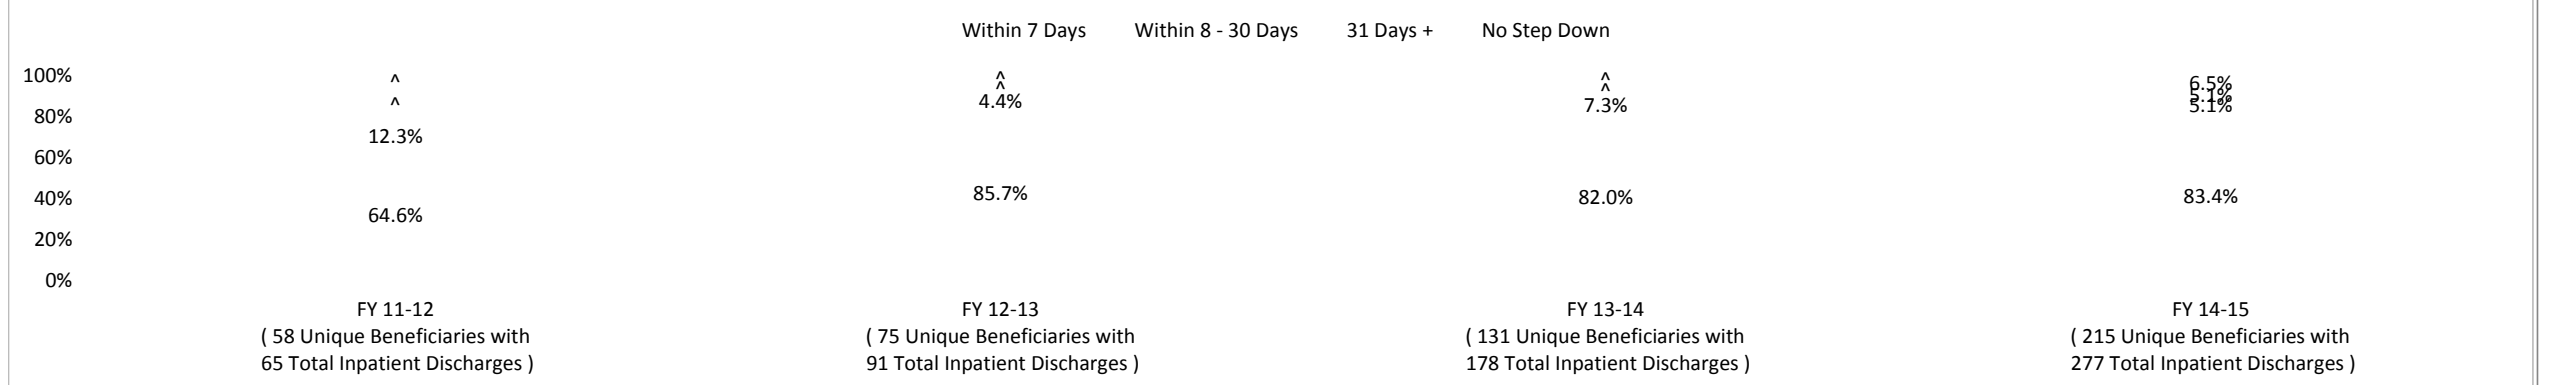 Within 7 Days Within 8 - 30 Days 31 Days + No Step Down
100%
80%
60%
40%
20%
0%
^
^
12.3%
64.6%
^
^
4.4%
85.7%
^
^
7.3%
82.0%
6.5%
5.1%
5.1%
83.4%
FY 11-12
( 58 Unique Beneficiaries with
65 Total Inpatient Discharges )
FY 12-13
( 75 Unique Beneficiaries with
91 Total Inpatient Discharges )
FY 13-14
( 131 Unique Beneficiaries with
178 Total Inpatient Discharges )
FY 14-15
( 215 Unique Beneficiaries with
277 Total Inpatient Discharges )